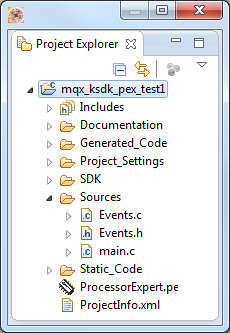 Project Explorer
mqx_ksdk_pex_test1
Includes
Documentation
Generated_Code
Project_Settings
SDK
Sources
Events.c
Events.h
main.c
Static_Code
ProcessorExpert.pe
ProjectInfo.xml